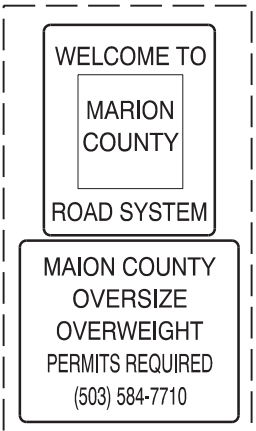 WELCOME TO
MARION
COUNTY
ROAD SYSTEM
MAION COUNTY
OVERSIZE
OVERWEIGHT
PERMITS REQUIRED
(503) 584-7710